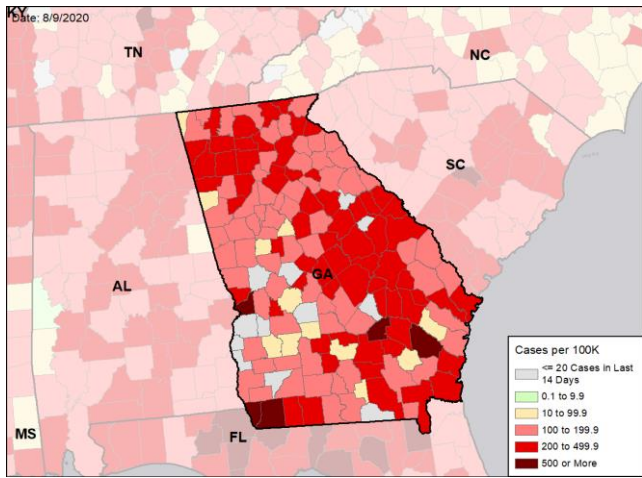 KY
Date: 8/9/2020
TN
NC
SC
GA
AL
MS
FL
Cases per 100K
<= 20 Cases in Last
14 Days
0.1 to 9.9
10 to 99.9
100 to 199.9
200 to 499.9
500 or More